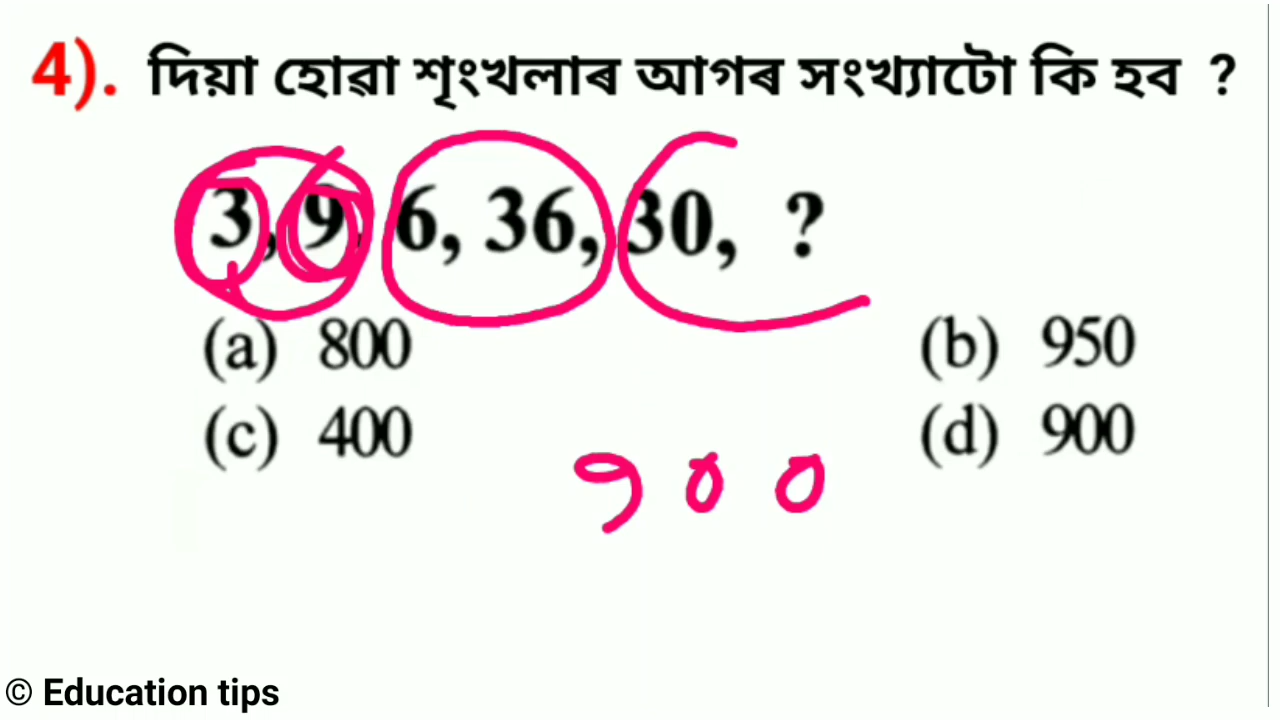 4). দিয়া হোৱা শৃংখলাৰ আগৰ সংখ্যাটো কি হব ?
3, 9, 6, 36, 30, ?
(a) 800 (b) 950
(c) 400 (d) 900
900
© Education tips